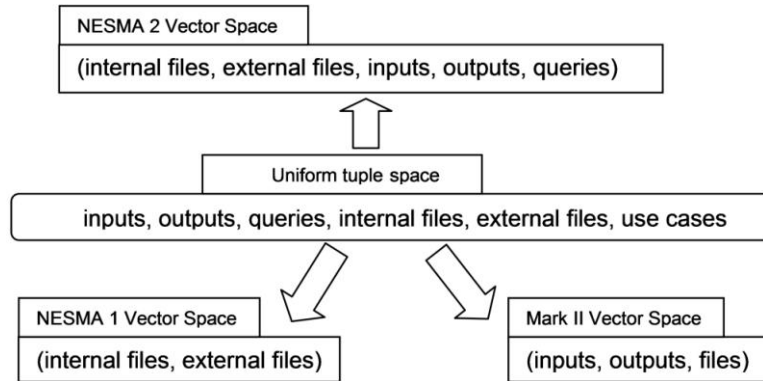 NESMA 2 Vector Space
(internal files, external files, inputs, outputs, queries)
Uniform tuple space
inputs, outputs, queries, internal files, external files, use cases
NESMA 1 Vector Space
(internal files, external files)
Mark II Vector Space
(inputs, outputs, files)